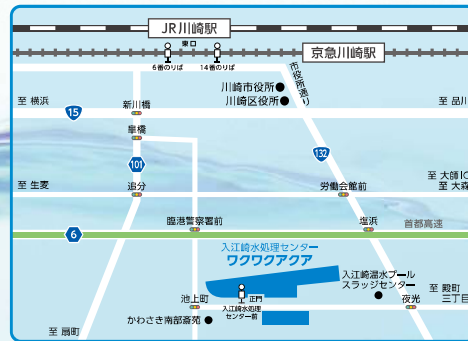 JR川崎駅
東口
京急川崎駅
6番のりば
14番のりば
市役所通り
川崎市役所
川崎区役所
至 横浜
15
新川橋
至 品川
皐橋
101
132
至 大師IC
至 大森
至 生麦
追分
労働会館前
臨港警察署前
塩浜
首都高速
6
入江崎水処理センター
ワクワクアクア
入江崎温水プール
スラッジセンター
池上町
正門
入江崎水処理
センター前
夜光
至 殿町
三丁目
かわさき南部斎苑
至 扇町